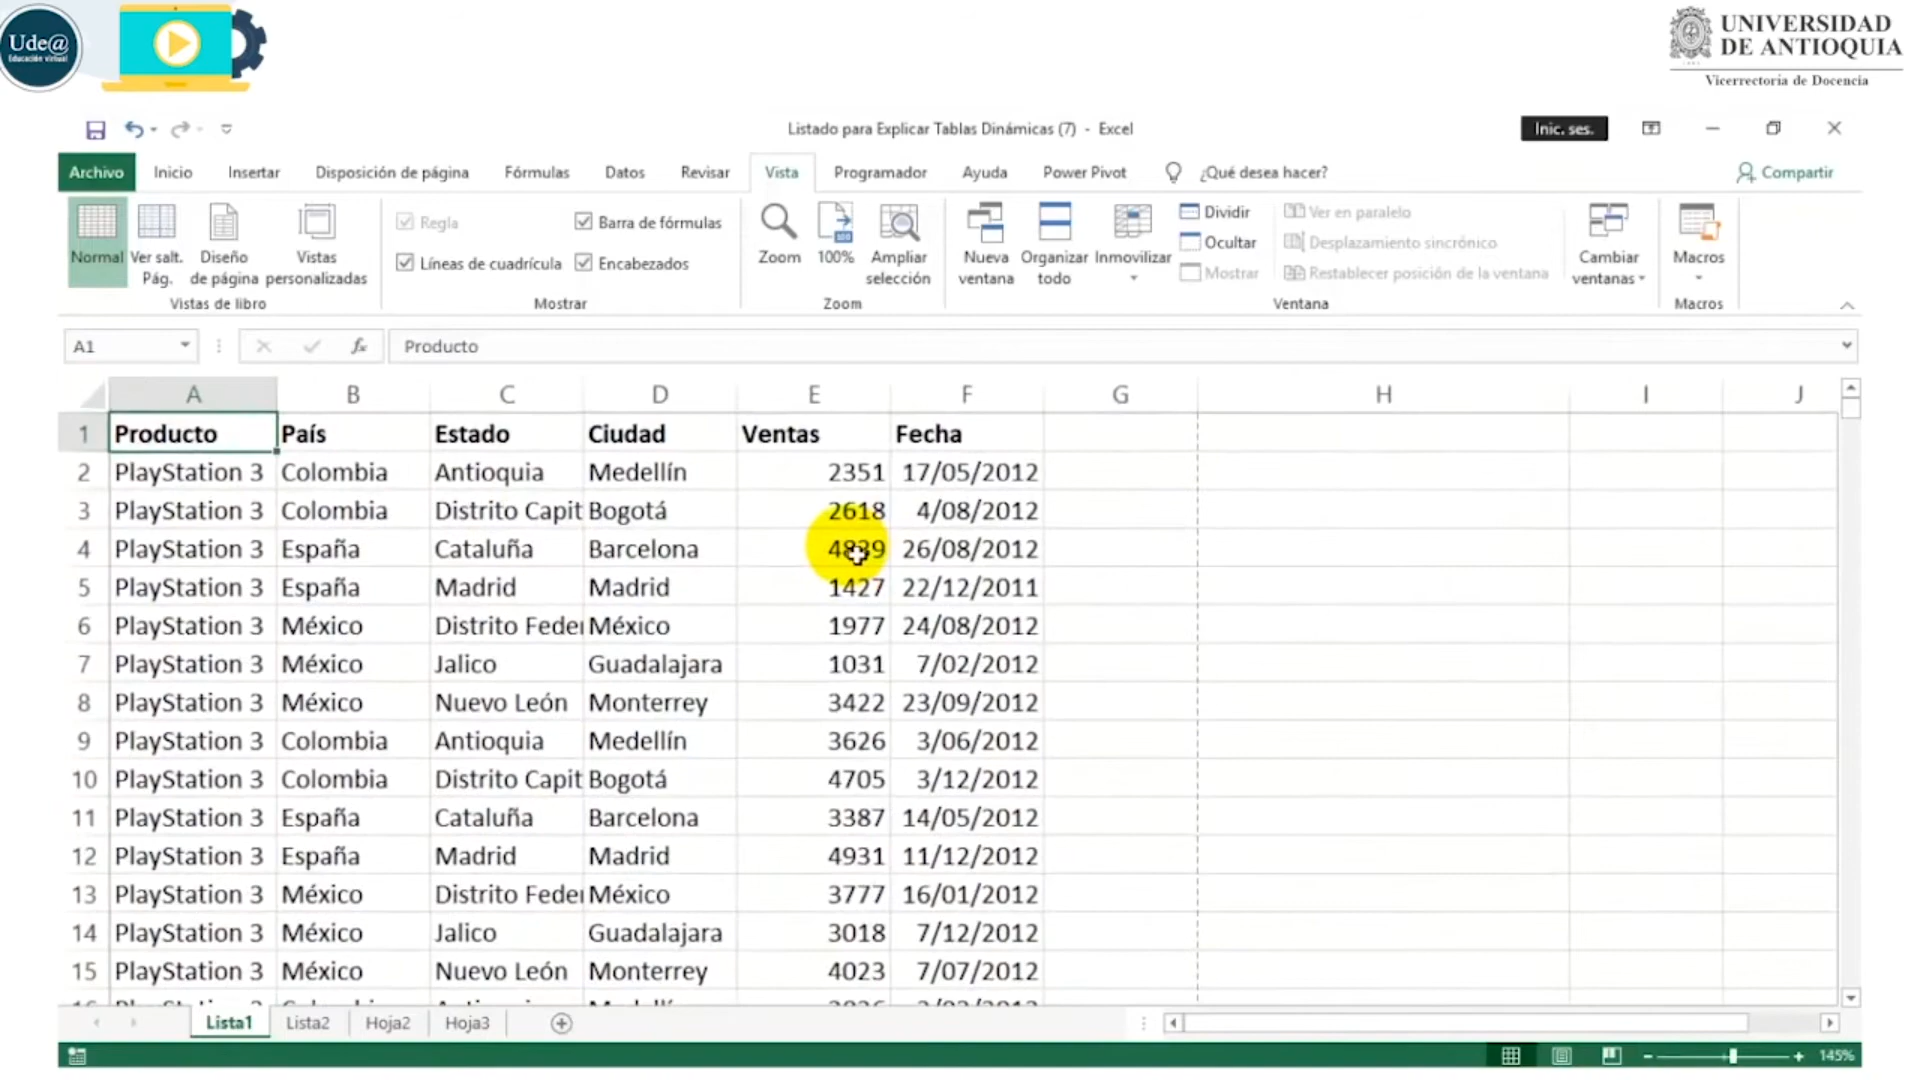 Ude@
Educación virtual
UNIVERSIDAD
DE ANTIOQUIA
1803
Vicerrectoría de Docencia
Listado para Explicar Tablas Dinámicas (7) - Excel
Inic. ses.
Archivo Inicio Insertar Disposición de página Fórmulas Datos Revisar Vista Programador Ayuda Power Pivot ¿Qué desea hacer? Compartir
Normal
Ver salt. Pág.
Diseño de página
Vistas personalizadas
Vistas de libro
Regla
Barra de fórmulas
Líneas de cuadrícula
Encabezados
Mostrar
Zoom
100%
Ampliar selección
Zoom
Nueva ventana
Organizar todo
Inmovilizar
Dividir
Ocultar
Mostrar
Ver en paralelo
Desplazamiento sincrónico
Restablecer posición de la ventana
Cambiar ventanas
Ventana
Macros
Macros
A1 fx Producto
A B C D E F G H I J
1 Producto País Estado Ciudad Ventas Fecha
2 PlayStation 3 Colombia Antioquia Medellín 2351 17/05/2012
3 PlayStation 3 Colombia Distrito Capit Bogotá 2618 4/08/2012
4 PlayStation 3 España Cataluña Barcelona 4839 26/08/2012
5 PlayStation 3 España Madrid Madrid 1427 22/12/2011
6 PlayStation 3 México Distrito Feder México 1977 24/08/2012
7 PlayStation 3 México Jalico Guadalajara 1031 7/02/2012
8 PlayStation 3 México Nuevo León Monterrey 3422 23/09/2012
9 PlayStation 3 Colombia Antioquia Medellín 3626 3/06/2012
10 PlayStation 3 Colombia Distrito Capit Bogotá 4705 3/12/2012
11 PlayStation 3 España Cataluña Barcelona 3387 14/05/2012
12 PlayStation 3 España Madrid Madrid 4931 11/12/2012
13 PlayStation 3 México Distrito Feder México 3777 16/01/2012
14 PlayStation 3 México Jalico Guadalajara 3018 7/12/2012
15 PlayStation 3 México Nuevo León Monterrey 4023 7/07/2012
Lista1 Lista2 Hoja2 Hoja3
145%